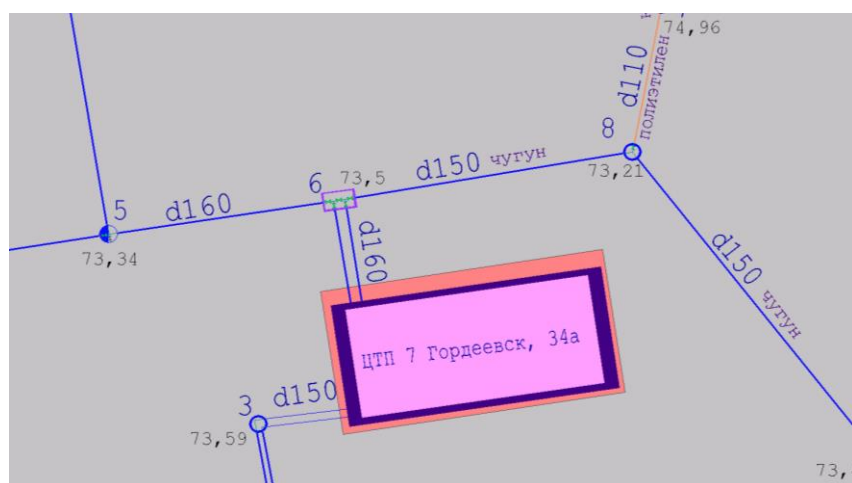 74,96
d110
полиэтилен
8
73,21
d150 чугун
6
73,5
5
d160
73,34
d160
d150 чугун
ЦТП 7 Гордеевск, 34а
d150
3
73,59
73,